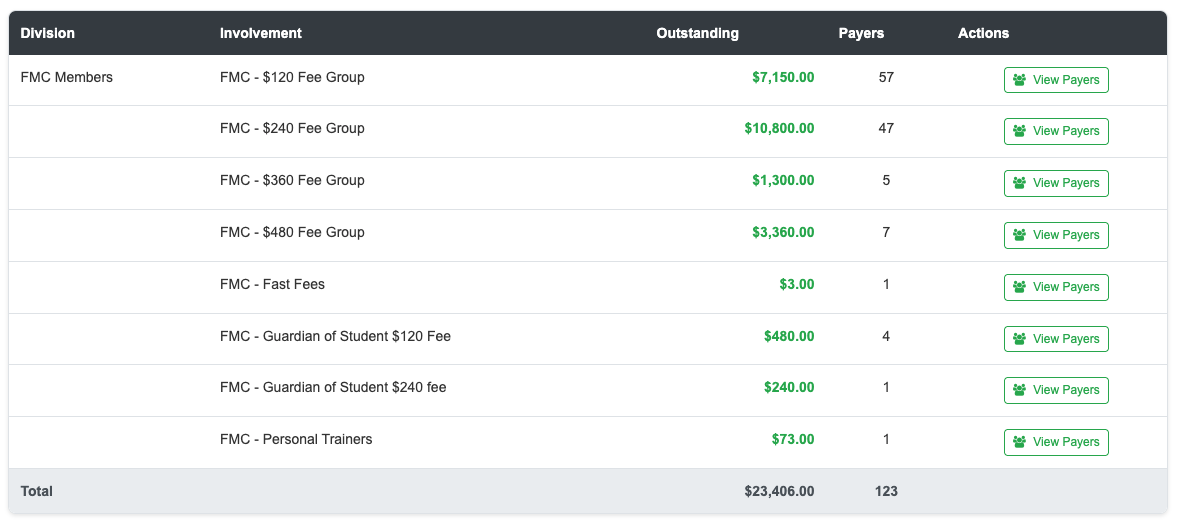 Division Involvement Outstanding Payers Actions
FMC Members FMC - $120 Fee Group $7,150.00 57 View Payers
FMC - $240 Fee Group $10,800.00 47 View Payers
FMC - $360 Fee Group $1,300.00 5 View Payers
FMC - $480 Fee Group $3,360.00 7 View Payers
FMC - Fast Fees $3.00 1 View Payers
FMC - Guardian of Student $120 Fee $480.00 4 View Payers
FMC - Guardian of Student $240 fee $240.00 1 View Payers
FMC - Personal Trainers $73.00 1 View Payers
Total $23,406.00 123